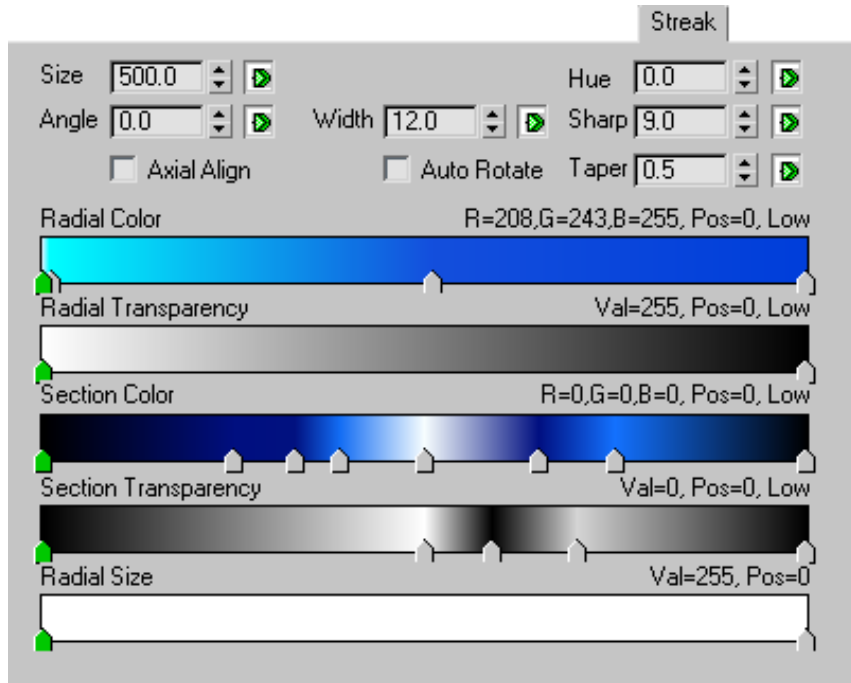 Streak
Size 500.0 Hue 0.0
Angle 0.0 Width 12.0 Sharp 9.0
Axial Align Auto Rotate Taper 0.5
Radial Color R=208,G=243,B=255, Pos=0, Low
Radial Transparency Val=255, Pos=0, Low
Section Color R=0,G=0,B=0, Pos=0, Low
Section Transparency Val=0, Pos=0, Low
Radial Size Val=255, Pos=0